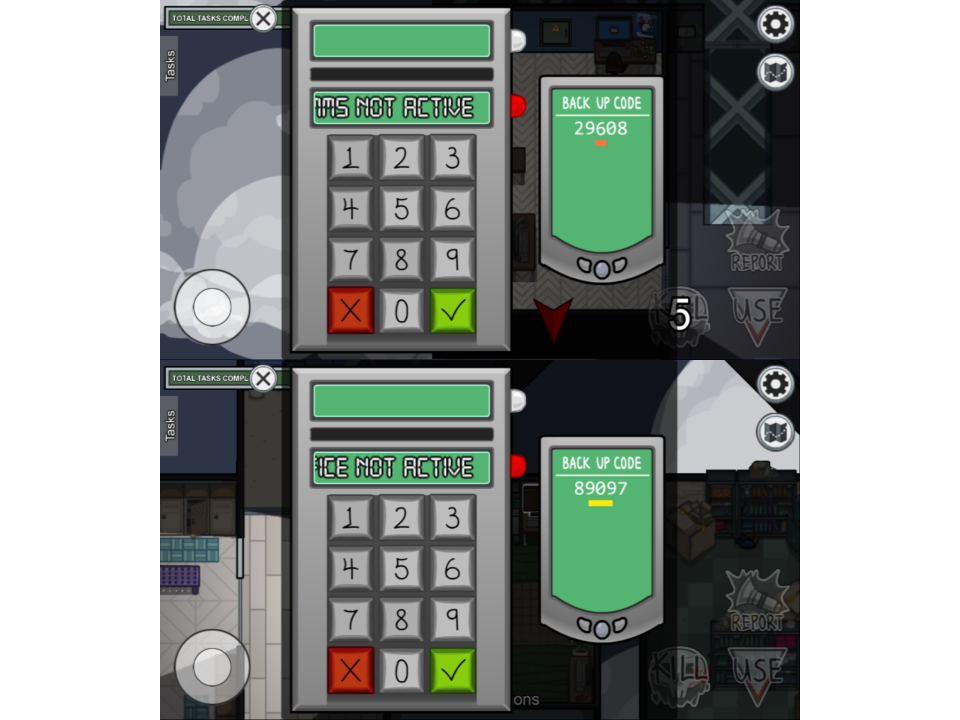 TOTAL TASKS COMPL
Tasks
MS NOT ACTIVE
1 2 3
4 5 6
7 8 9
X 0
BACK UP CODE
29608
REPORT
5
USE
TOTAL TASKS COMPL
Tasks
ICE NOT ACTIVE
1 2 3
4 5 6
7 8 9
X 0
BACK UP CODE
89097
REPORT
KILL
USE
ons